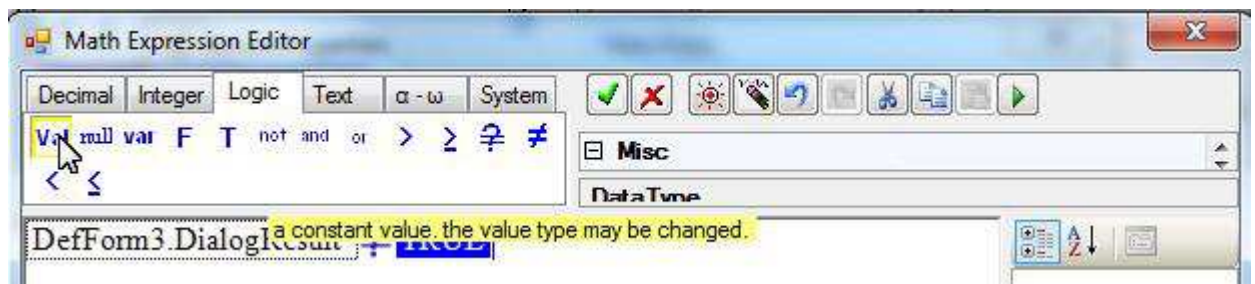 Math Expression Editor
Decimal Integer Logic Text α - ω System
Val null var F T not and or > ≥ ≠
< ≤
Misc
DataType
a constant value. the value type may be changed.
DefForm3.DialogResult TRUE